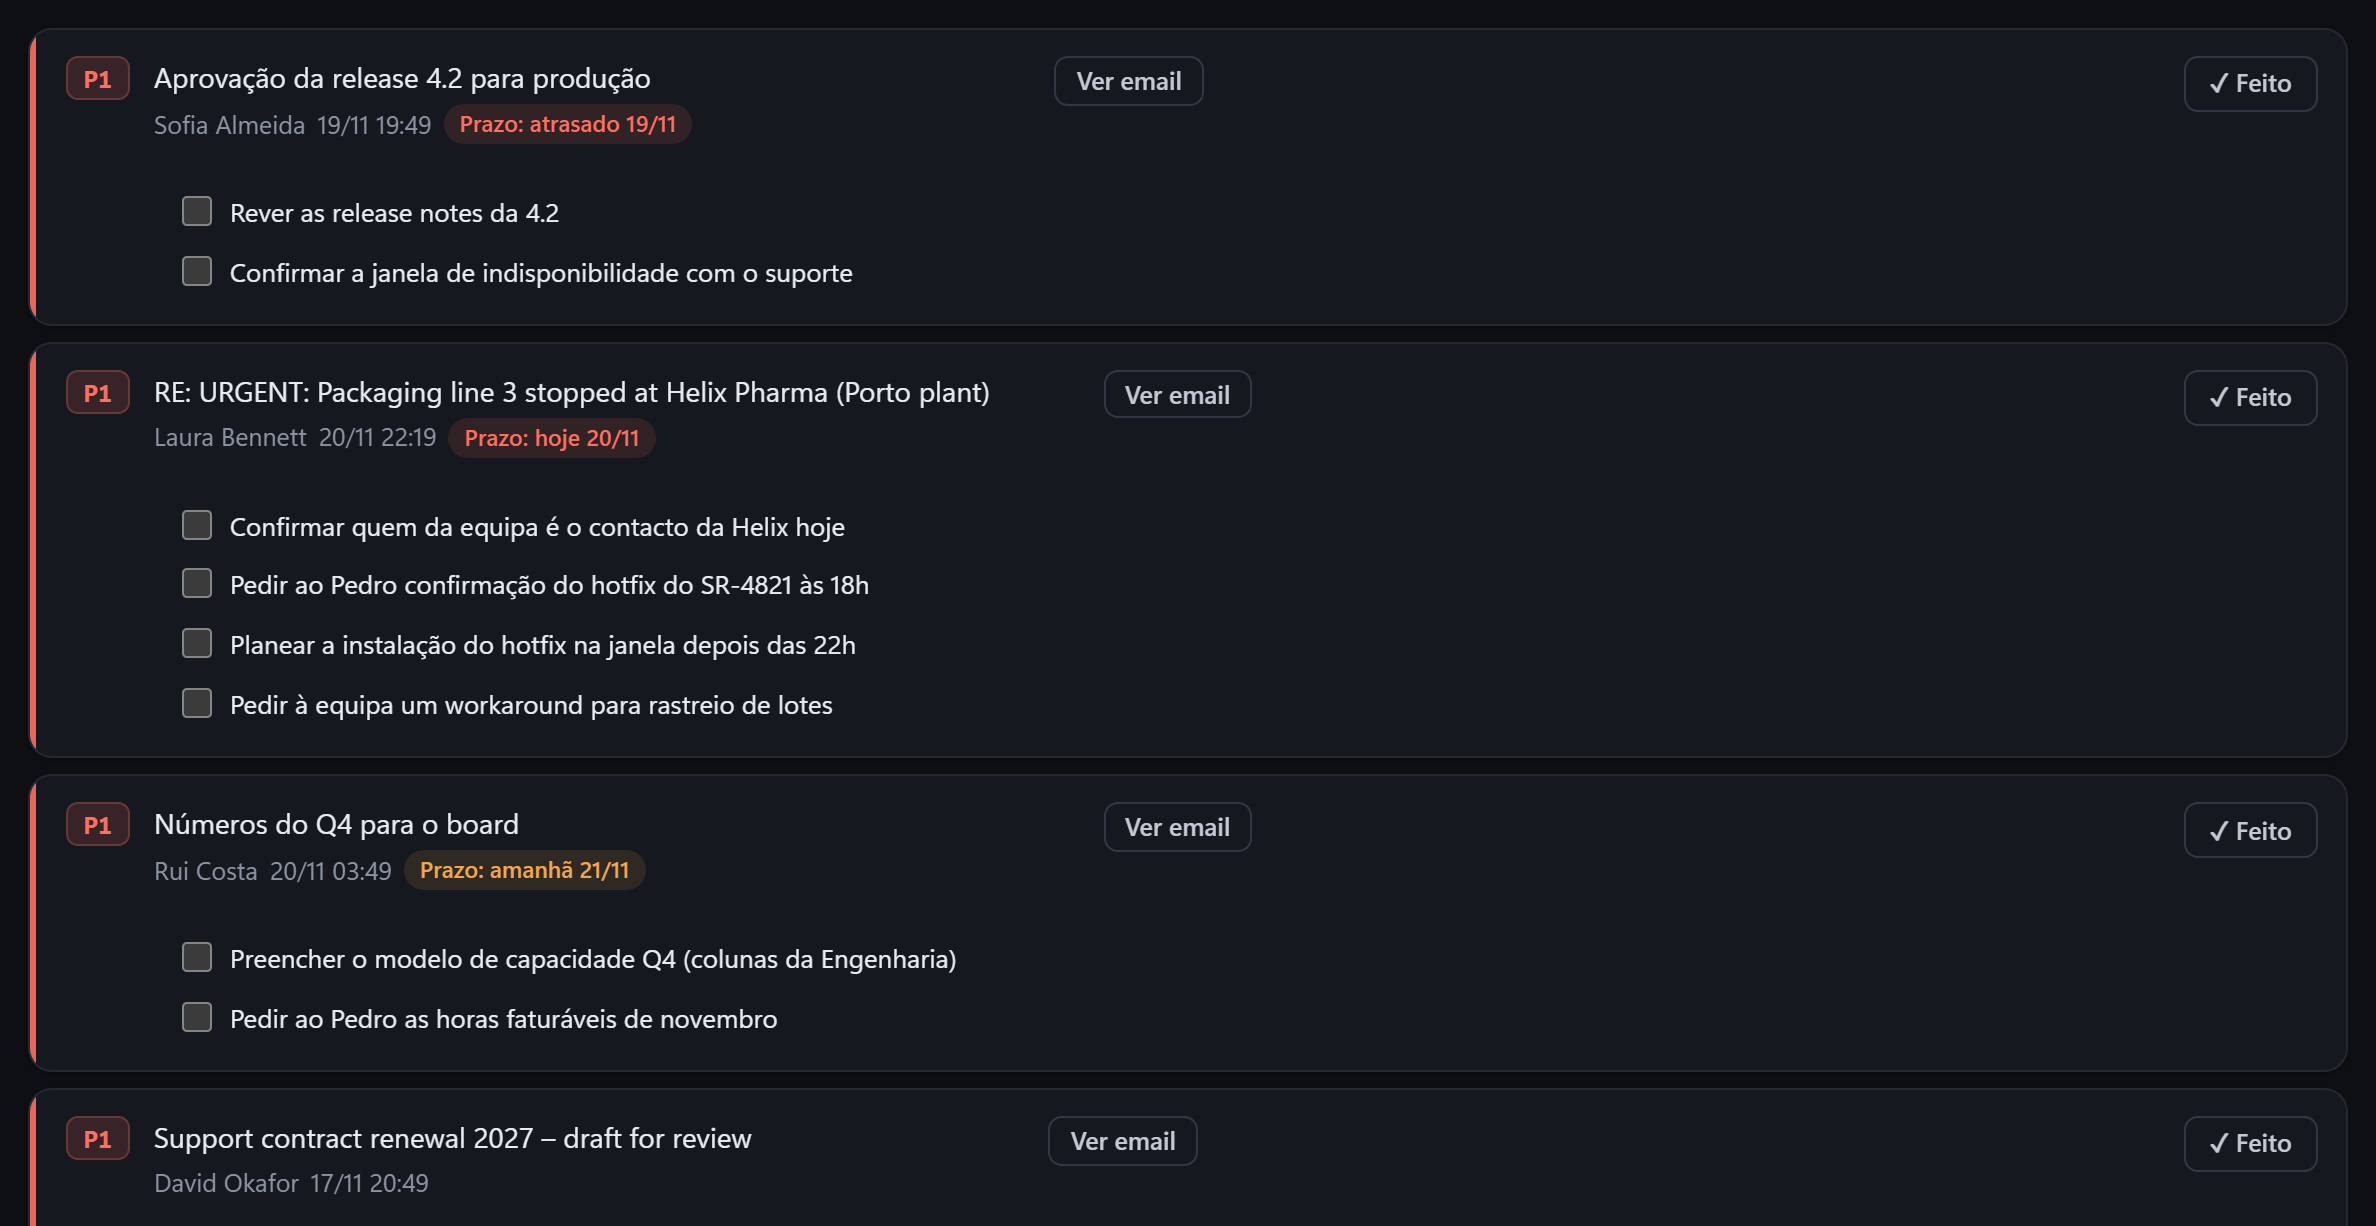 P1 Aprovação da release 4.2 para produção Ver email ✓ Feito
Sofia Almeida 19/11 19:49 Prazo: atrasado 19/11
Rever as release notes da 4.2
Confirmar a janela de indisponibilidade com o suporte
P1 RE: URGENT: Packaging line 3 stopped at Helix Pharma (Porto plant) Ver email ✓ Feito
Laura Bennett 20/11 22:19 Prazo: hoje 20/11
Confirmar quem da equipa é o contacto da Helix hoje
Pedir ao Pedro confirmação do hotfix do SR-4821 às 18h
Planear a instalação do hotfix na janela depois das 22h
Pedir à equipa um workaround para rastreio de lotes
P1 Números do Q4 para o board Ver email ✓ Feito
Rui Costa 20/11 03:49 Prazo: amanhã 21/11
Preencher o modelo de capacidade Q4 (colunas da Engenharia)
Pedir ao Pedro as horas faturáveis de novembro
P1 Support contract renewal 2027 – draft for review Ver email ✓ Feito
David Okafor 17/11 20:49